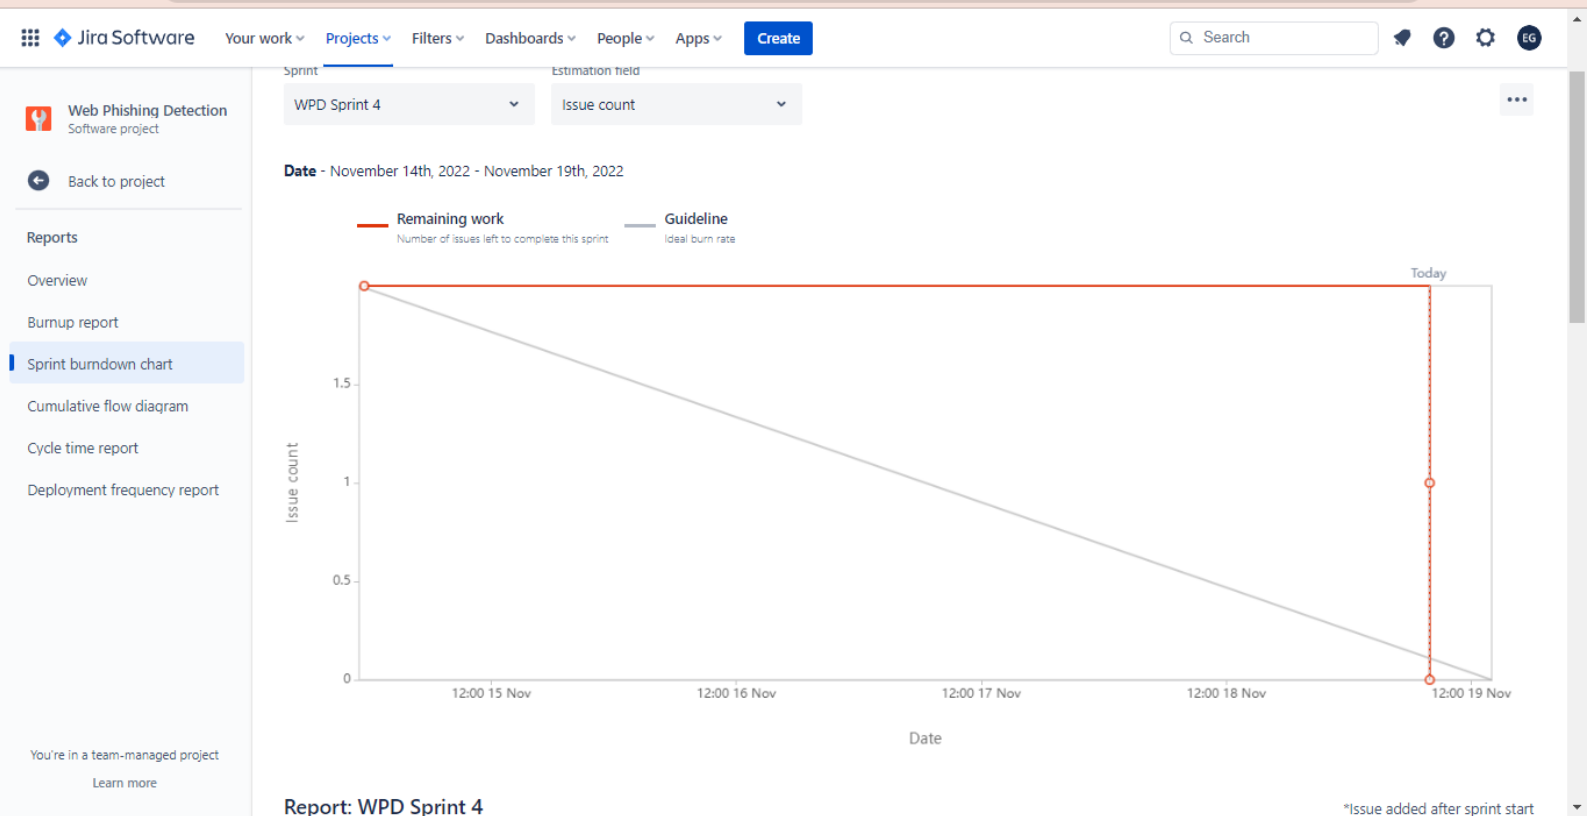 Jira Software Your work Projects Filters Dashboards People Apps Create Search EG
Sprint Estimation field
WPD Sprint 4 Issue count
Web Phishing Detection
Software project
Back to project
Date - November 14th, 2022 - November 19th, 2022
Remaining work Guideline
Number of issues left to complete this sprint Ideal burn rate
Reports
Overview
Burnup report
Sprint burndown chart
Cumulative flow diagram
Cycle time report
Deployment frequency report
Today
1.5
1
0.5
0
Issue count
12:00 15 Nov 12:00 16 Nov 12:00 17 Nov 12:00 18 Nov 12:00 19 Nov
Date
You're in a team-managed project
Learn more
Report: WPD Sprint 4
*Issue added after sprint start